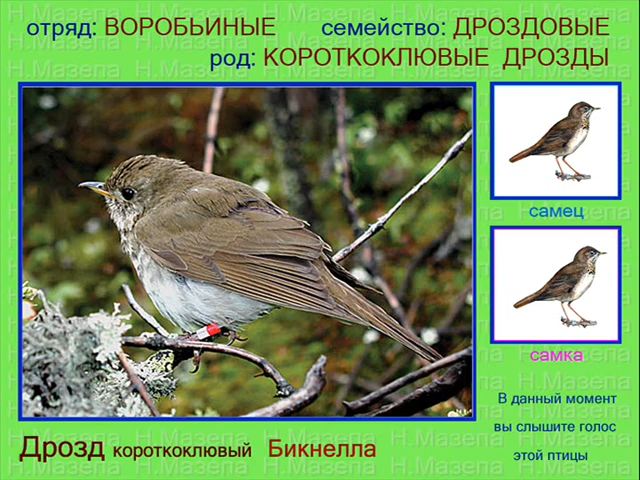 отряд: ВОРОБЬИНЫЕ семейство: ДРОЗДОВЫЕ
род: КОРОТКОКЛЮВЫЕ ДРОЗДЫ
самец
самка
В данный момент
вы слышите голос
этой птицы
Дрозд короткоклювый Бикнелла
Н.Мазепа